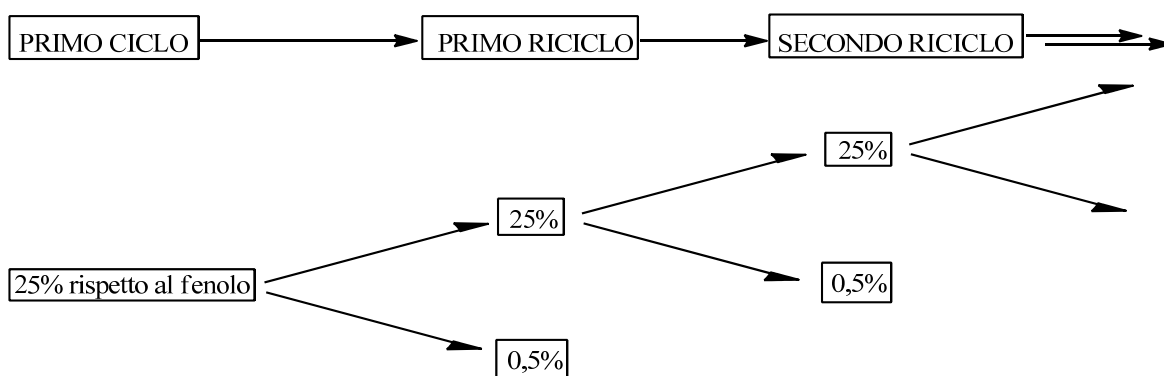 PRIMO CICLO
PRIMO RICICLO
SECONDO RICICLO
25%
25%
25% rispetto al fenolo
0,5%
0,5%